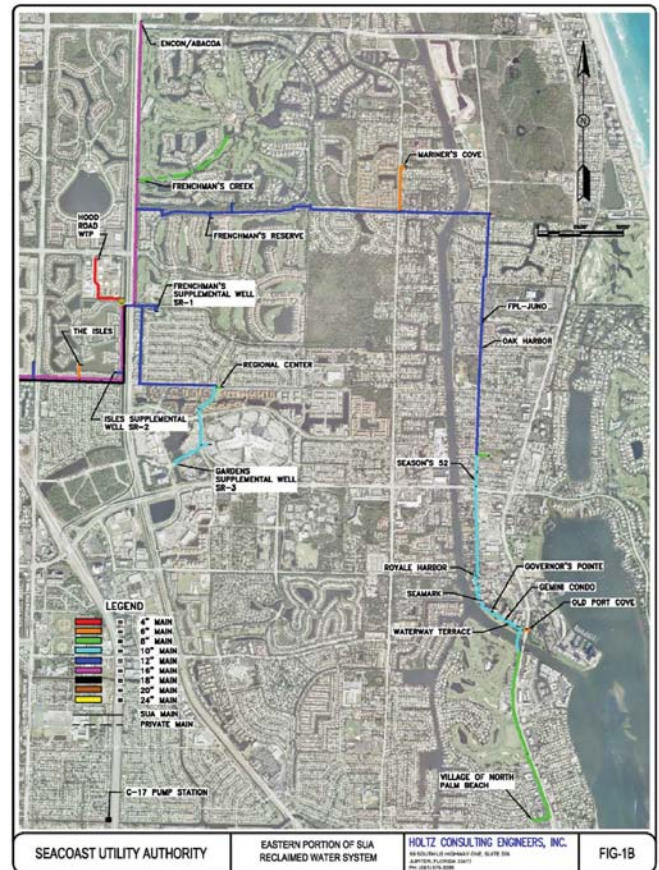 ENCON/ABACOA
MARINER'S COVE
FRENCHMAN'S CREEK
HOOD
ROAD
WTP
FRENCHMAN'S RESERVE
N
FRENCHMAN'S
SUPPLEMENTAL WELL
SR-1
FPL-JUNO
THE ISLES
OAK HARBOR
REGIONAL CENTER
ISLES SUPPLEMENTAL
WELL SR-2
SEASON'S 52
GARDENS
SUPPLEMENTAL WELL
SR-3
ROYALE HARBOR
GOVERNOR'S POINTE
SEAMARK
GEMINI CONDO
OLD PORT COVE
WATERWAY TERRACE
LEGEND
4" MAIN
6" MAIN
8" MAIN
10" MAIN
12" MAIN
16" MAIN
18" MAIN
20" MAIN
24" MAIN
SUA MAIN
PRIVATE MAIN
VILLAGE OF NORTH
PALM BEACH
C-17 PUMP STATION
SEACOAST UTILITY AUTHORITY
EASTERN PORTION OF SUA
RECLAIMED WATER SYSTEM
HOLTZ CONSULTING ENGINEERS, INC.
FIG-1B